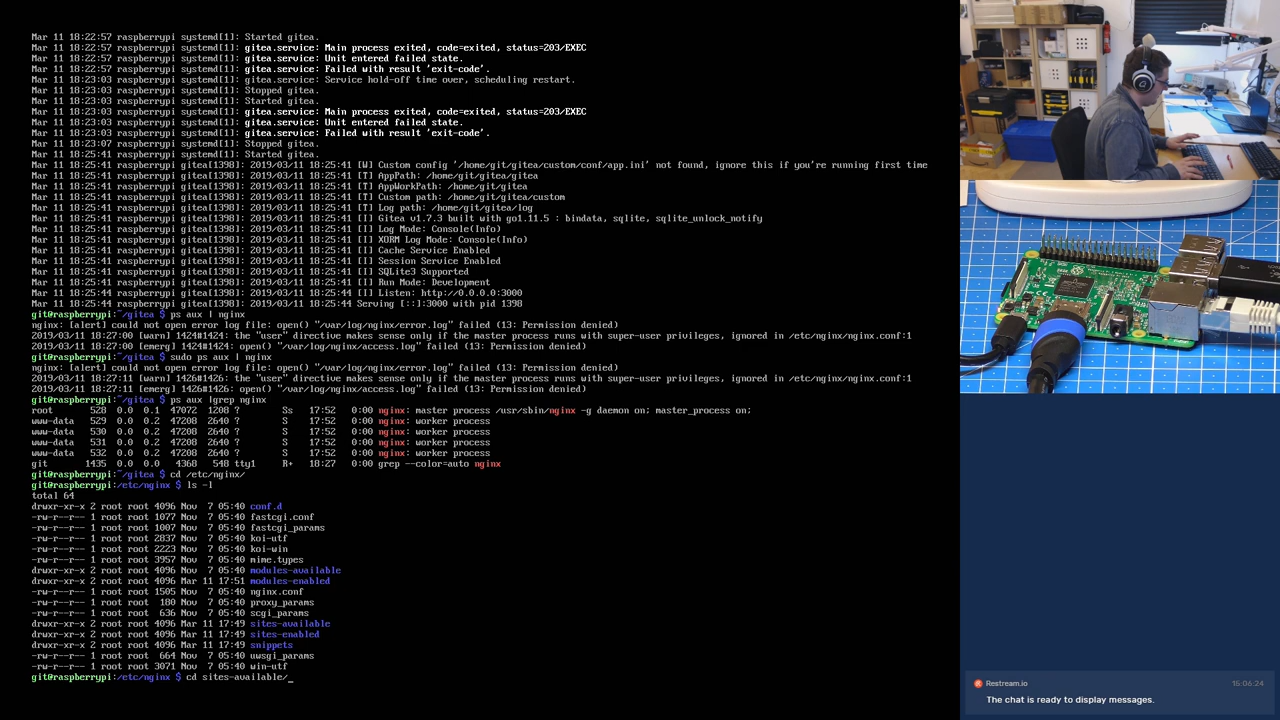 Mar 11 18:22:57 raspberrypi systemd[1]: Started gitea.
Mar 11 18:22:57 raspberrypi systemd[1]: gitea.service: Main process exited, code=exited, status=203/EXEC
Mar 11 18:22:57 raspberrypi systemd[1]: gitea.service: Unit entered failed state.
Mar 11 18:22:57 raspberrypi systemd[1]: gitea.service: Failed with result 'exit-code'.
Mar 11 18:23:03 raspberrypi systemd[1]: gitea.service: Service hold-off time over, scheduling restart.
Mar 11 18:23:03 raspberrypi systemd[1]: Stopped gitea.
Mar 11 18:23:03 raspberrypi systemd[1]: Started gitea.
Mar 11 18:23:03 raspberrypi systemd[1]: gitea.service: Main process exited, code=exited, status=203/EXEC
Mar 11 18:23:03 raspberrypi systemd[1]: gitea.service: Unit entered failed state.
Mar 11 18:23:03 raspberrypi systemd[1]: gitea.service: Failed with result 'exit-code'.
Mar 11 18:23:07 raspberrypi systemd[1]: Stopped gitea.
Mar 11 18:25:41 raspberrypi systemd[1]: Started gitea.
Mar 11 18:25:41 raspberrypi gitea[1398]: 2019/03/11 18:25:41 [W] Custom config '/home/git/gitea/custom/conf/app.ini' not found, ignore this if you're running first time
Mar 11 18:25:41 raspberrypi gitea[1398]: 2019/03/11 18:25:41 [T] AppPath: /home/git/gitea/gitea
Mar 11 18:25:41 raspberrypi gitea[1398]: 2019/03/11 18:25:41 [T] AppWorkPath: /home/git/gitea
Mar 11 18:25:41 raspberrypi gitea[1398]: 2019/03/11 18:25:41 [T] Custom path: /home/git/gitea/custom
Mar 11 18:25:41 raspberrypi gitea[1398]: 2019/03/11 18:25:41 [T] Log path: /home/git/gitea/log
Mar 11 18:25:41 raspberrypi gitea[1398]: 2019/03/11 18:25:41 [I] Gitea v1.7.3 built with go1.11.5 : bindata, sqlite, sqlite_unlock_notify
Mar 11 18:25:41 raspberrypi gitea[1398]: 2019/03/11 18:25:41 [I] Log Mode: Console(Info)
Mar 11 18:25:41 raspberrypi gitea[1398]: 2019/03/11 18:25:41 [I] XORM Log Mode: Console(Info)
Mar 11 18:25:41 raspberrypi gitea[1398]: 2019/03/11 18:25:41 [I] Cache Service Enabled
Mar 11 18:25:41 raspberrypi gitea[1398]: 2019/03/11 18:25:41 [I] Session Service Enabled
Mar 11 18:25:41 raspberrypi gitea[1398]: 2019/03/11 18:25:41 [I] SQLite3 Supported
Mar 11 18:25:41 raspberrypi gitea[1398]: 2019/03/11 18:25:41 [I] Run Mode: Development
Mar 11 18:25:44 raspberrypi gitea[1398]: 2019/03/11 18:25:44 [I] Listen: http://0.0.0.0:3000
Mar 11 18:25:44 raspberrypi gitea[1398]: 2019/03/11 18:25:44 Serving [::]:3000 with pid 1398
git@raspberrypi:~/gitea $ ps aux | nginx
nginx: [alert] could not open error log file: open() "/var/log/nginx/error.log" failed (13: Permission denied)
2019/03/11 18:27:00 [warn] 1424#1424: the "user" directive makes sense only if the master process runs with super-user privileges, ignored in /etc/nginx/nginx.conf:1
2019/03/11 18:27:00 [emerg] 1424#1424: open() "/var/log/nginx/access.log" failed (13: Permission denied)
git@raspberrypi:~/gitea $ sudo ps aux | nginx
nginx: [alert] could not open error log file: open() "/var/log/nginx/error.log" failed (13: Permission denied)
2019/03/11 18:27:11 [warn] 1426#1426: the "user" directive makes sense only if the master process runs with super-user privileges, ignored in /etc/nginx/nginx.conf:1
2019/03/11 18:27:11 [emerg] 1426#1426: open() "/var/log/nginx/access.log" failed (13: Permission denied)
git@raspberrypi:~/gitea $ ps aux |grep nginx
root 528 0.0 0.1 47072 1208 ? Ss 17:52 0:00 nginx: master process /usr/sbin/nginx -g daemon on; master_process on;
www-data 529 0.0 0.2 47208 2640 ? S 17:52 0:00 nginx: worker process
www-data 530 0.0 0.2 47208 2640 ? S 17:52 0:00 nginx: worker process
www-data 531 0.0 0.2 47208 2640 ? S 17:52 0:00 nginx: worker process
www-data 532 0.0 0.2 47208 2640 ? S 17:52 0:00 nginx: worker process
git 1435 0.0 0.0 4368 548 tty1 R+ 18:27 0:00 grep --color=auto nginx
git@raspberrypi:~/gitea $ cd /etc/nginx/
git@raspberrypi:/etc/nginx $ ls -l
total 64
drwxr-xr-x 2 root root 4096 Nov 7 05:40 conf.d
-rw-r--r-- 1 root root 1077 Nov 7 05:40 fastcgi.conf
-rw-r--r-- 1 root root 1007 Nov 7 05:40 fastcgi_params
-rw-r--r-- 1 root root 2837 Nov 7 05:40 koi-utf
-rw-r--r-- 1 root root 2223 Nov 7 05:40 koi-win
-rw-r--r-- 1 root root 3957 Nov 7 05:40 mime.types
drwxr-xr-x 2 root root 4096 Nov 7 05:40 modules-available
drwxr-xr-x 2 root root 4096 Mar 11 17:51 modules-enabled
-rw-r--r-- 1 root root 1505 Nov 7 05:40 nginx.conf
-rw-r--r-- 1 root root 180 Nov 7 05:40 proxy_params
-rw-r--r-- 1 root root 636 Nov 7 05:40 scgi_params
drwxr-xr-x 2 root root 4096 Mar 11 17:49 sites-available
drwxr-xr-x 2 root root 4096 Mar 11 17:49 sites-enabled
drwxr-xr-x 2 root root 4096 Mar 11 17:49 snippets
-rw-r--r-- 1 root root 664 Nov 7 05:40 uwsgi_params
-rw-r--r-- 1 root root 3071 Nov 7 05:40 win-utf
git@raspberrypi:/etc/nginx $ cd sites-available/_
Restream.io 15:06:24
The chat is ready to display messages.